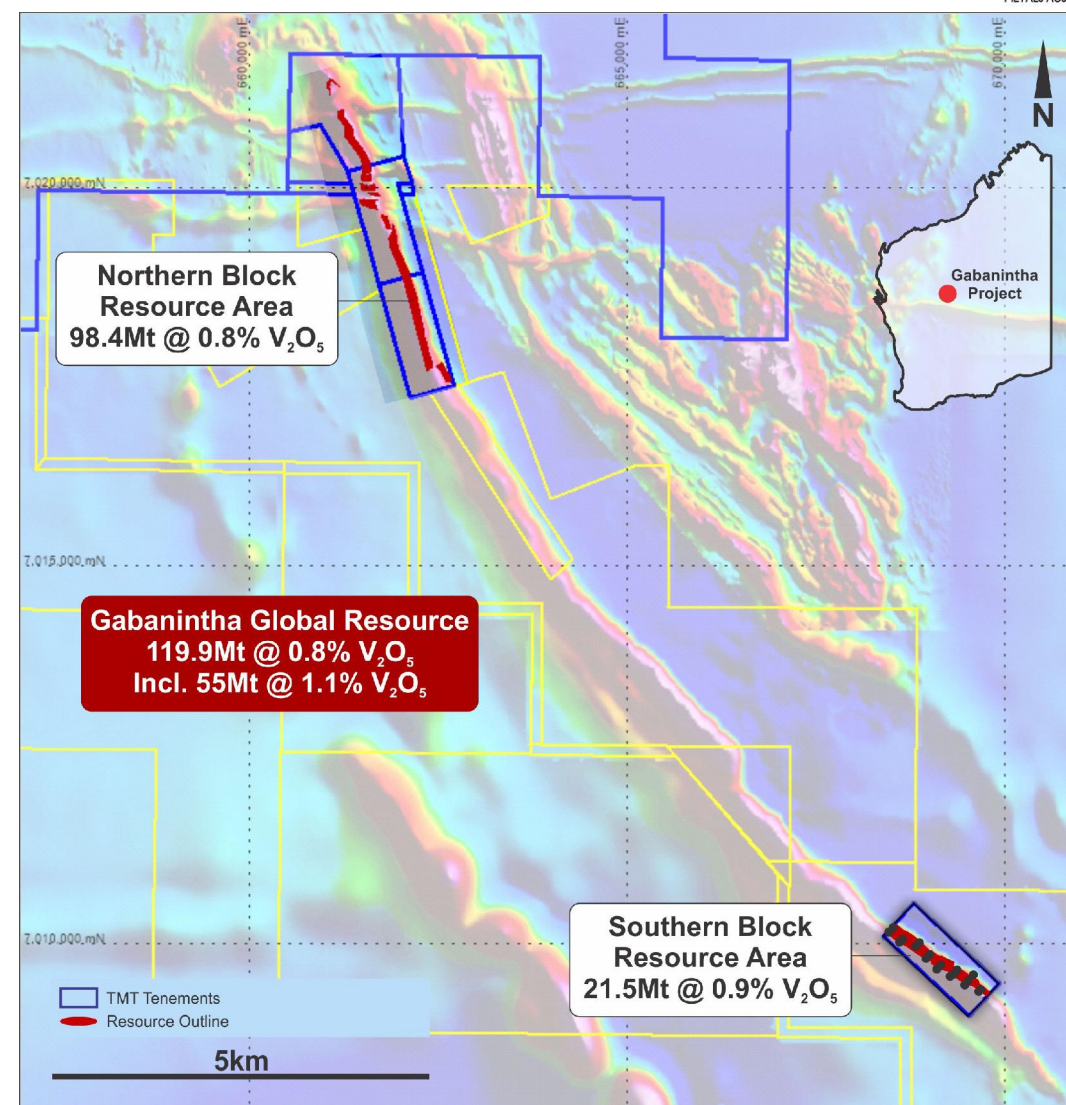 660,000 mE
665,000 mE
670,000 mE
N
7,020,000 mN
Gabanintha
Project
Northern Block
Resource Area
98.4Mt @ 0.8% V₂O₅
7,015,000 mN
Gabanintha Global Resource
119.9Mt @ 0.8% V₂O₅
Incl. 55Mt @ 1.1% V₂O₅
7,010,000 mN
Southern Block
Resource Area
21.5Mt @ 0.9% V₂O₅
TMT Tenements
Resource Outline
5km